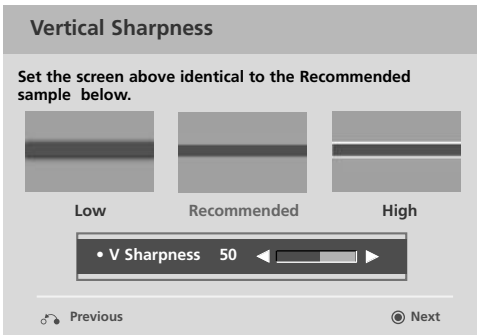 Vertical Sharpness
Set the screen above identical to the Recommended
sample below.
Low Recommended High
• V Sharpness 50
Previous Next